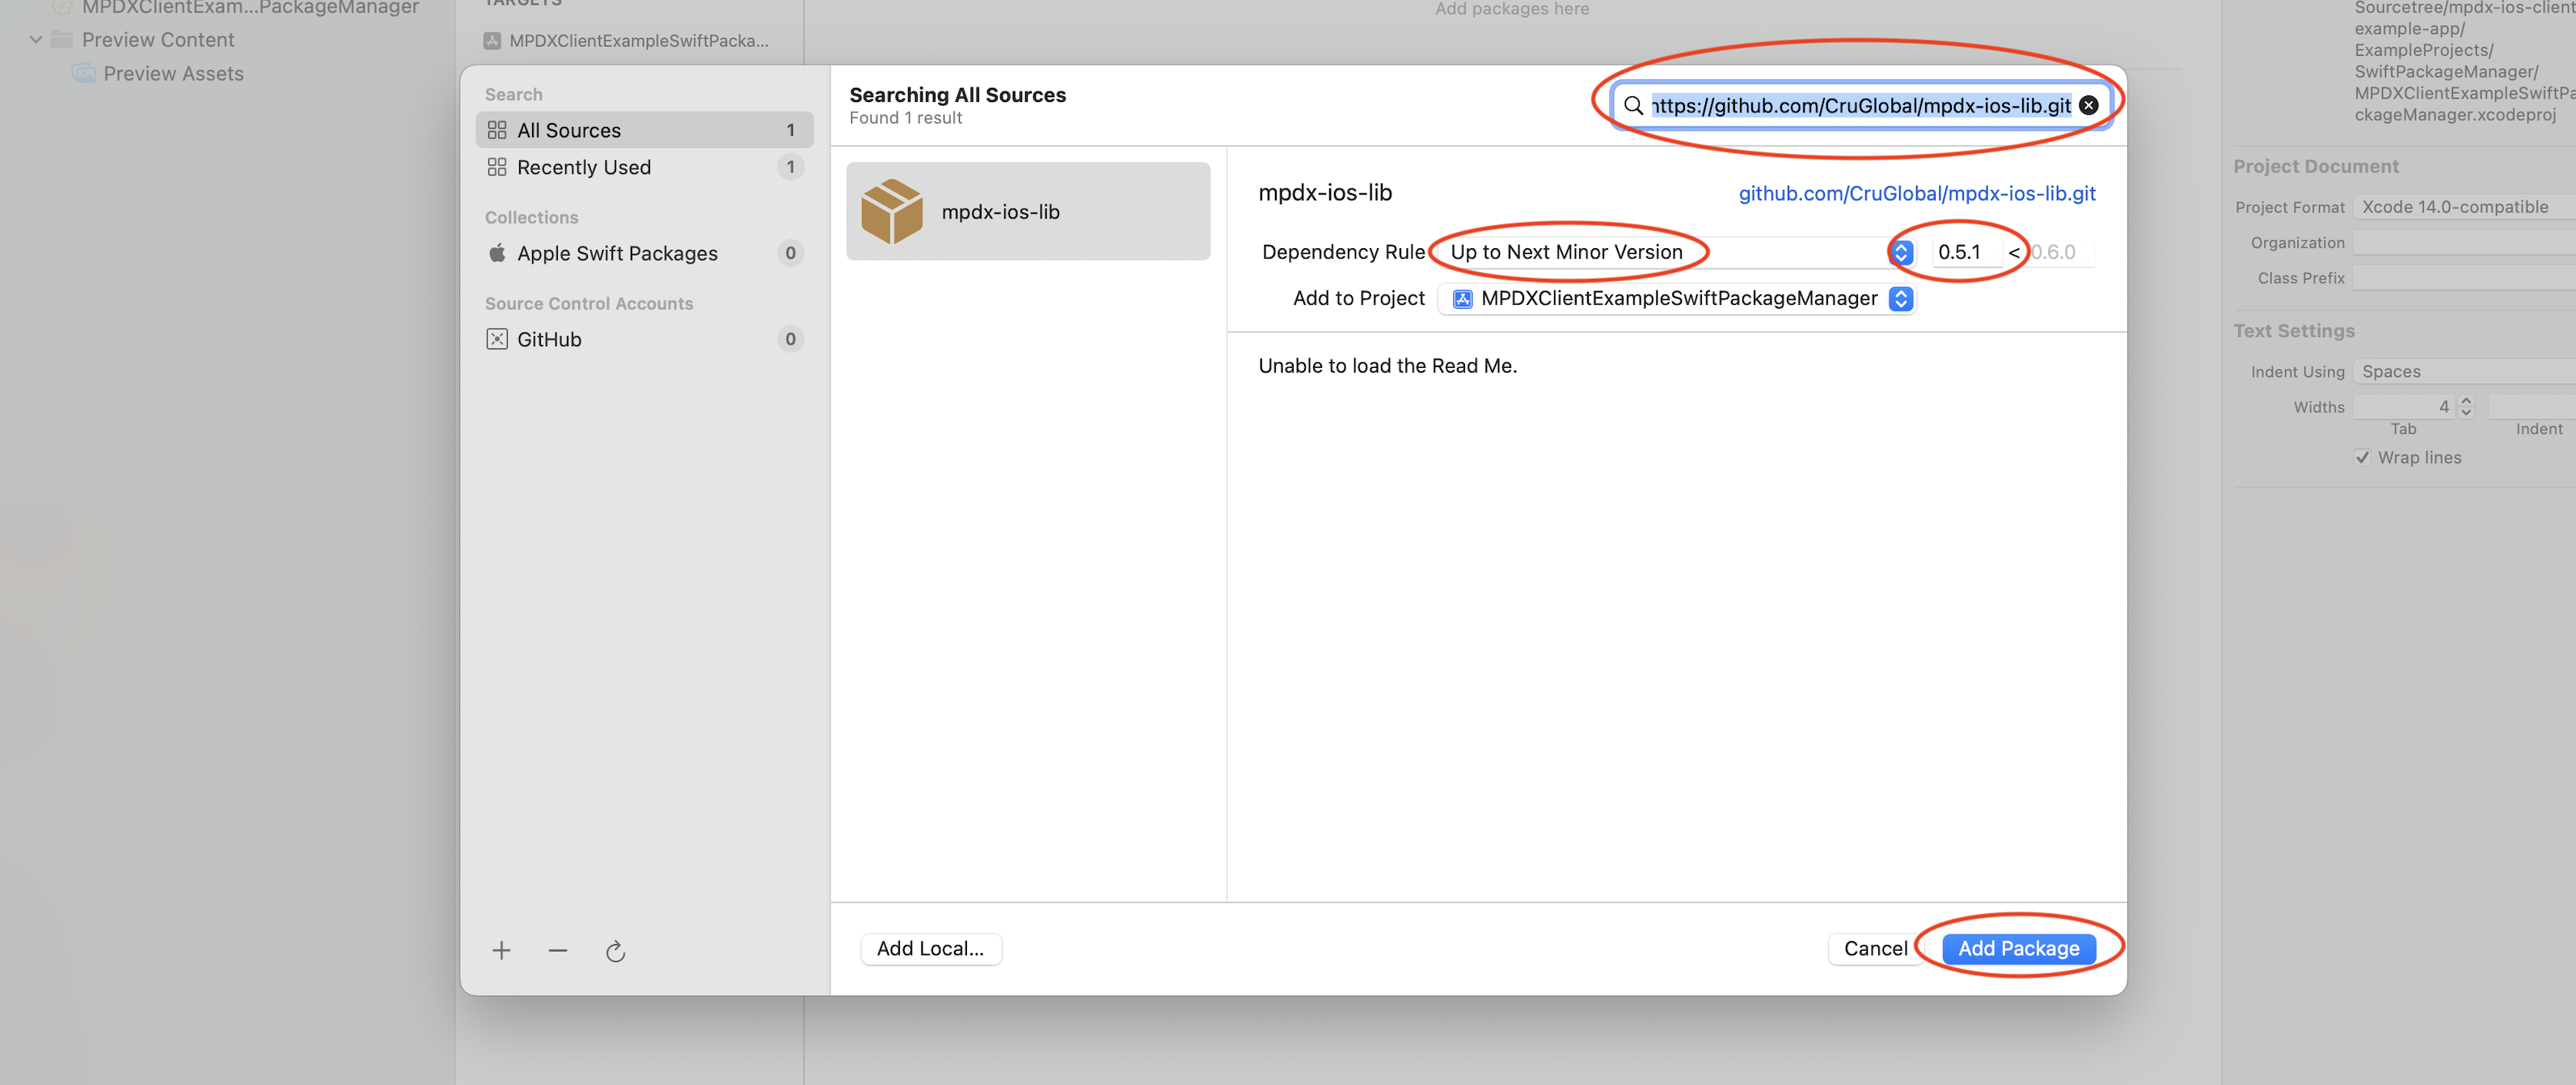 MPDXClientExam...PackageManager
Preview Content
Preview Assets
TARGETS
MPDXClientExampleSwiftPacka...
Add packages here
Search
All Sources 1
Recently Used 1
Collections
Apple Swift Packages 0
Source Control Accounts
GitHub 0
Searching All Sources
Found 1 result
https://github.com/CruGlobal/mpdx-ios-lib.git
mpdx-ios-lib
mpdx-ios-lib
github.com/CruGlobal/mpdx-ios-lib.git
Dependency Rule Up to Next Minor Version 0.5.1 < 0.6.0
Add to Project MPDXClientExampleSwiftPackageManager
Unable to load the Read Me.
Add Local...
Cancel
Add Package
Sourcetree/mpdx-ios-client
example-app/
ExampleProjects/
SwiftPackageManager/
MPDXClientExampleSwiftPa
ckageManager.xcodeproj
Project Document
Project Format Xcode 14.0-compatible
Organization
Class Prefix
Text Settings
Indent Using Spaces
Widths 4
Tab Indent
Wrap lines